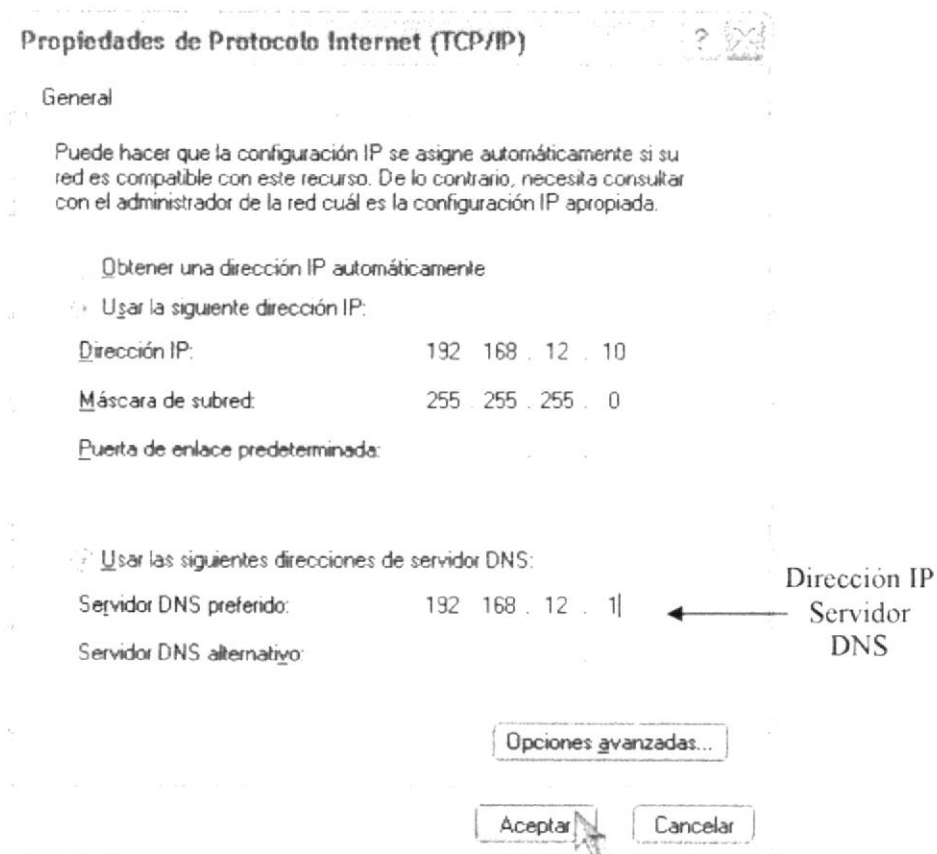 Propiedades de Protocolo Internet (TCP/IP) ?
General
Puede hacer que la configuración IP se asigne automáticamente si su
red es compatible con este recurso. De lo contrario, necesita consultar
con el administrador de la red cuál es la configuración IP apropiada.
Obtener una dirección IP automáticamente
Usar la siguiente dirección IP:
Dirección IP: 192 168 . 12 . 10
Máscara de subred: 255 . 255 . 255 . 0
Puerta de enlace predeterminada:
Usar las siguientes direcciones de servidor DNS:
Servidor DNS preferido: 192 168 . 12 . 1
Servidor DNS alternativo:
Dirección IP
Servidor
DNS
Opciones avanzadas...
Aceptar Cancelar